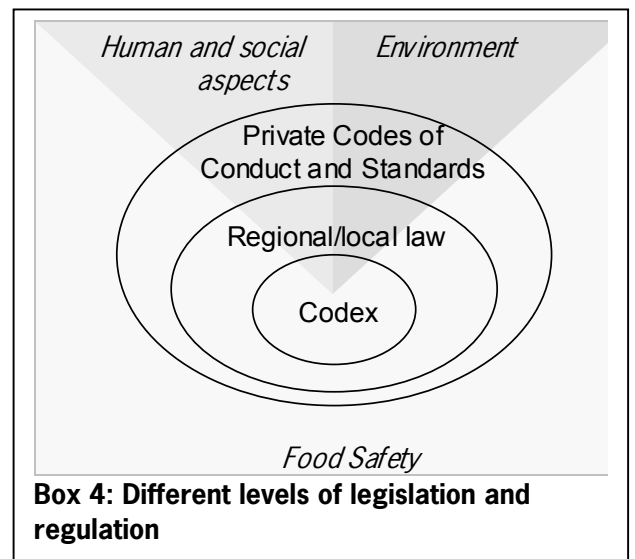 Human and social
aspects
Environment
Private Codes of
Conduct and Standards
Regional/local law
Codex
Food Safety
Box 4: Different levels of legislation and
regulation